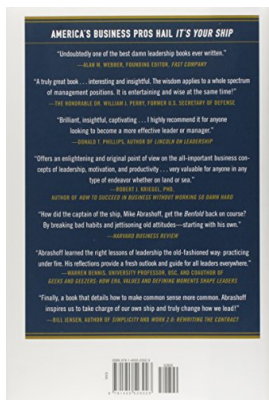 AMERICA'S BUSINESS PROS HAIL IT'S YOUR SHIP
"Undoubtedly one of the best damn leadership books ever written."
—ALAN M. WEBBER, FOUNDING EDITOR, FAST COMPANY
"A truly great book . . . interesting and insightful. The wisdom applies to a whole spectrum
of management positions. It is entertaining and wise at the same time!"
—THE HONORABLE DR. WILLIAM J. PERRY, FORMER U.S. SECRETARY OF DEFENSE
"Brilliant, insightful, captivating . . . I highly recommend it for anyone
looking to become a more effective leader or manager."
—DONALD T. PHILLIPS, AUTHOR OF LINCOLN ON LEADERSHIP
"Offers an enlightening and original point of view on the all-important business con-
cepts of leadership, motivation, and productivity . . . very valuable for anyone in any
type of endeavor whether on land or sea."
—ROBERT J. KRIEGEL, PHD,
AUTHOR OF HOW TO SUCCEED IN BUSINESS WITHOUT WORKING SO DAMN HARD
"How did the captain of the ship, Mike Abrashoff, get the Benfold back on course?
By breaking bad habits and jettisoning old attitudes—starting with his own."
—HARVARD BUSINESS REVIEW
"Abrashoff learned the right lessons of leadership the old-fashioned way: practicing
under fire. His reflections provide a fresh outlook and guide for all leaders everywhere."
—WARREN BENNIS, UNIVERSITY PROFESSOR, USC, AND COAUTHOR OF
GEEKS AND GEEZERS: HOW ERA, VALUES AND DEFINING MOMENTS SHAPE LEADERS
"Finally, a book that details how to make common sense more common. Abrashoff
inspires us to take charge of our own ship and truly change how we lead!"
—BILL JENSEN, AUTHOR OF SIMPLICITY AND WORK 2.0: REWRITING THE CONTRACT